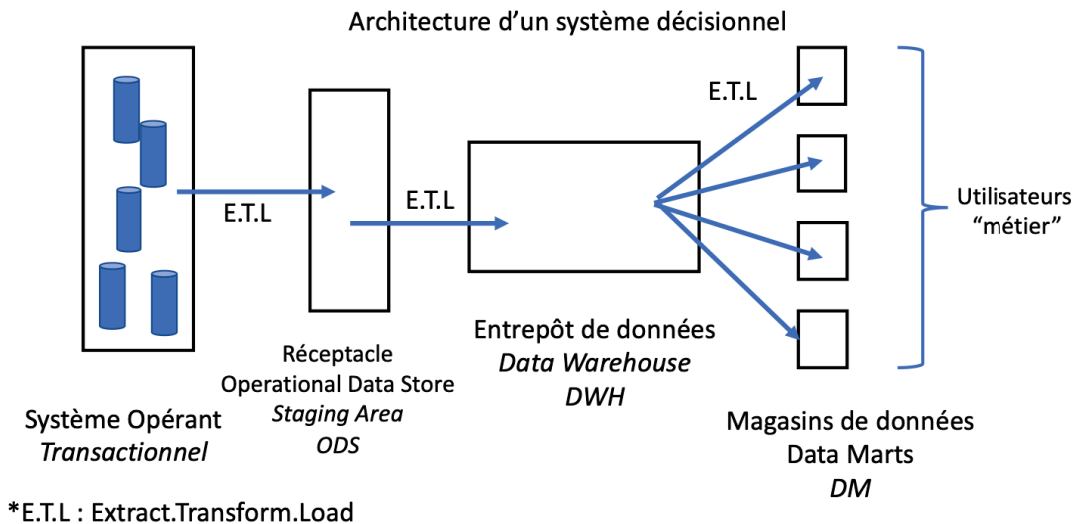 Architecture d’un système décisionnel
E.T.L
E.T.L
E.T.L
Utilisateurs
“métier”
Système Opérant
Transactionnel
Réceptacle
Operational Data Store
Staging Area
ODS
Entrepôt de données
Data Warehouse
DWH
Magasins de données
Data Marts
DM
*E.T.L : Extract.Transform.Load